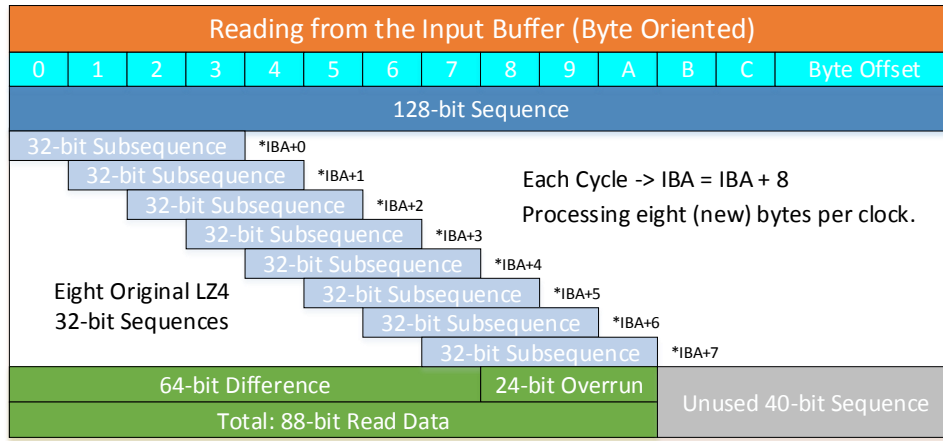 Reading from the Input Buffer (Byte Oriented)
0 1 2 3 4 5 6 7 8 9 A B C Byte Offset
128-bit Sequence
32-bit Subsequence *IBA+0
32-bit Subsequence *IBA+1
32-bit Subsequence *IBA+2
32-bit Subsequence *IBA+3
32-bit Subsequence *IBA+4
32-bit Subsequence *IBA+5
32-bit Subsequence *IBA+6
32-bit Subsequence *IBA+7
Each Cycle -> IBA = IBA + 8
Processing eight (new) bytes per clock.
Eight Original LZ4
32-bit Sequences
64-bit Difference 24-bit Overrun
Total: 88-bit Read Data
Unused 40-bit Sequence